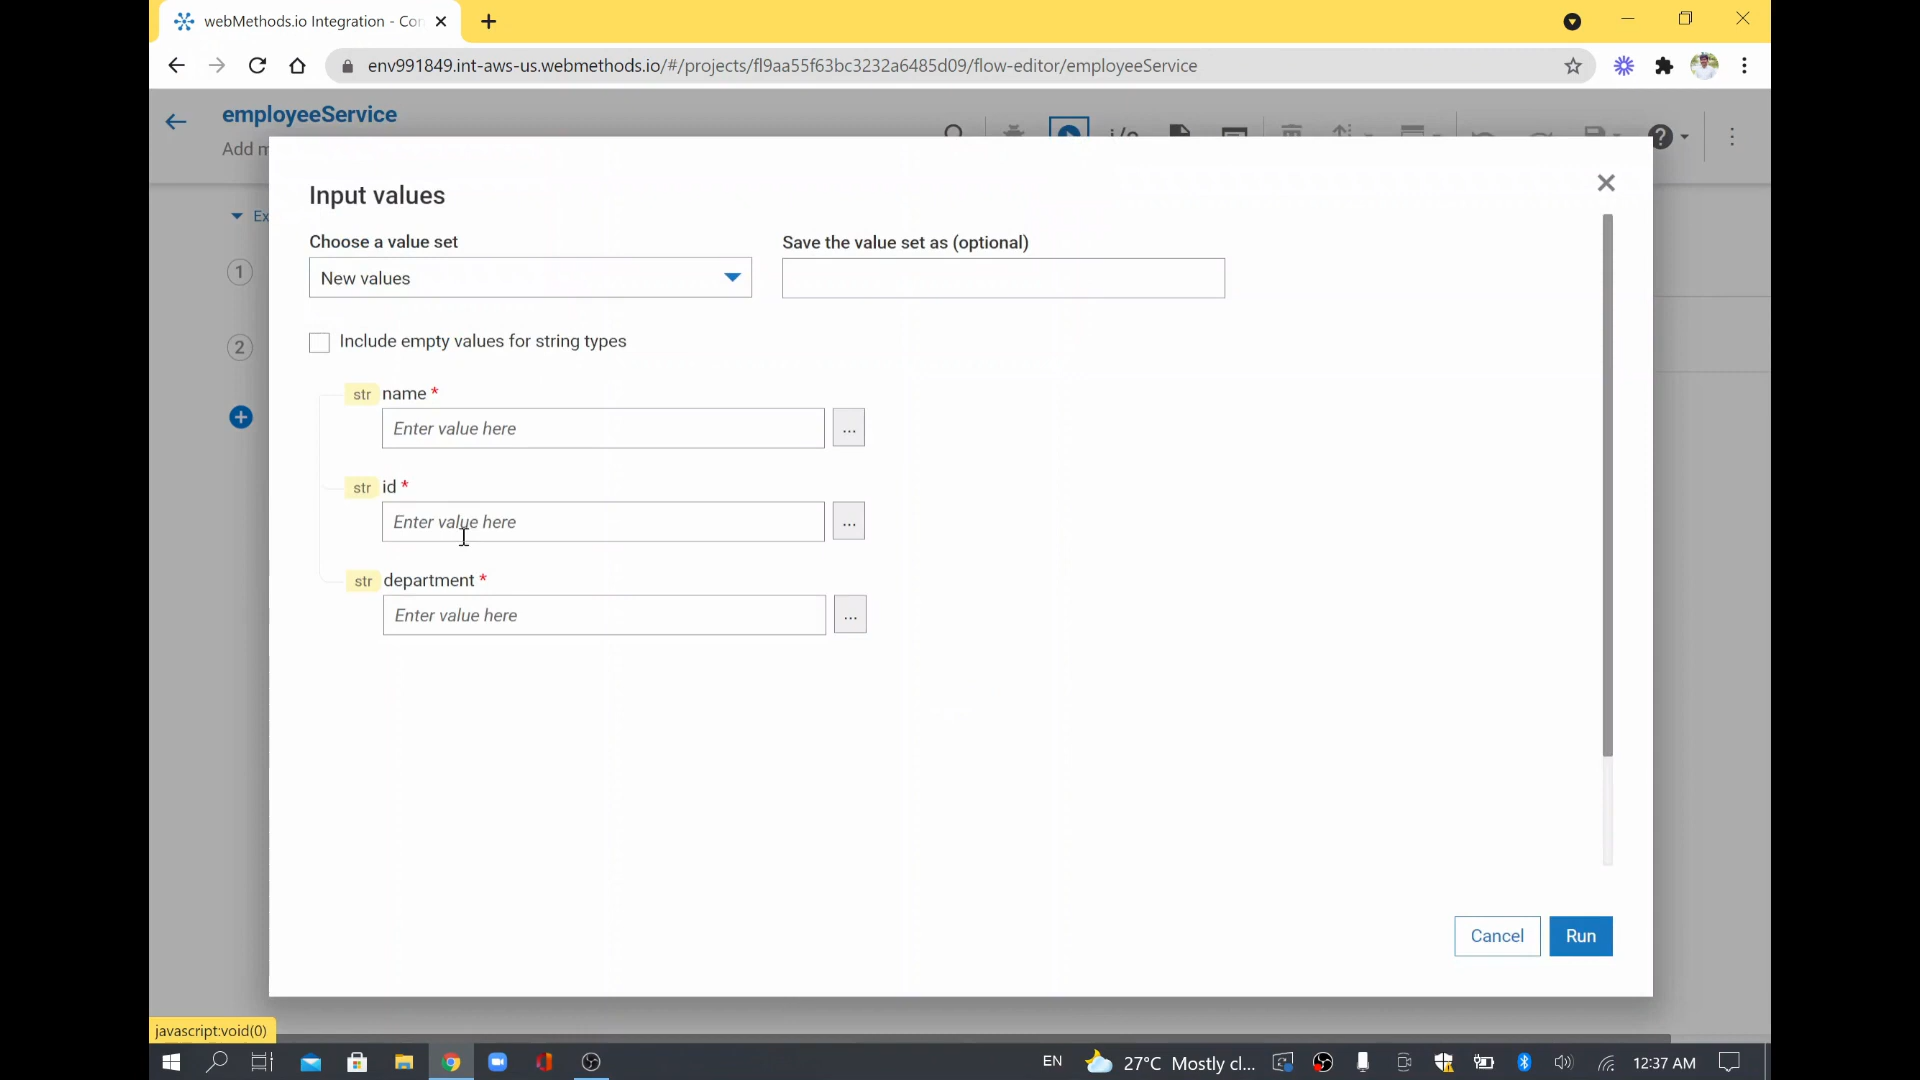 webMethods.io Integration - Con
env991849.int-aws-us.webmethods.io/#/projects/fl9aa55f63bc3232a6485d09/flow-editor/employeeService
employeeService
Add m
Ex
1
2
Input values
Choose a value set
Save the value set as (optional)
New values
Include empty values for string types
str name *
Enter value here
...
str id *
Enter value here
...
str department *
Enter value here
...
Cancel
Run
javascript:void(0)
EN
27°C Mostly cl...
12:37 AM